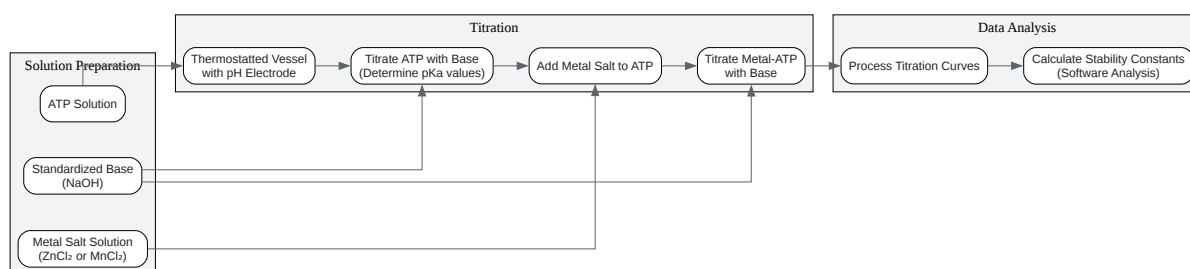 Solution Preparation
ATP Solution
Standardized Base
(NaOH)
Metal Salt Solution
(ZnCl₂ or MnCl₂)
Titration
Thermostatted Vessel
with pH Electrode
Titrate ATP with Base
(Determine pKa values)
Add Metal Salt to ATP
Titrate Metal-ATP
with Base
Data Analysis
Process Titration Curves
Calculate Stability Constants
(Software Analysis)